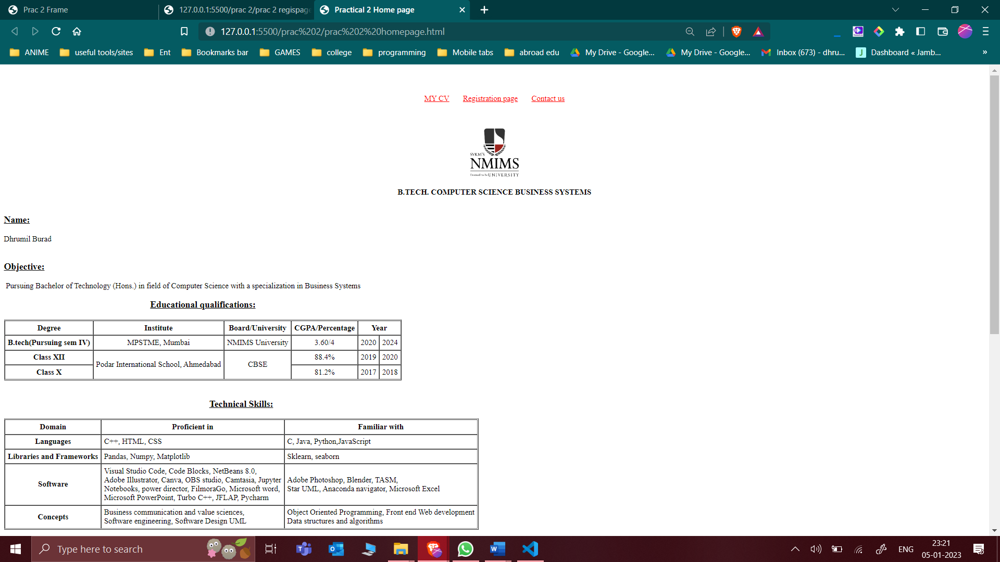 Prac 2 Frame
127.0.0.1:5500/prac 2/prac 2 regispage
Practical 2 Home page
127.0.0.1:5500/prac%202/prac%202%20homepage.html
ANIME useful tools/sites Ent Bookmarks bar GAMES college programming Mobile tabs abroad edu My Drive - Google... My Drive - Google... Inbox (673) - dhru... J Dashboard « Jamb... »
MY CV Registration page Contact us
SVKM'S
NMIMS
Deemed to be UNIVERSITY
B.TECH. COMPUTER SCIENCE BUSINESS SYSTEMS
Name:
Dhrumil Burad
Objective:
Pursuing Bachelor of Technology (Hons.) in field of Computer Science with a specialization in Business Systems
Educational qualifications:
Degree Institute Board/University CGPA/Percentage Year
B.tech(Pursuing sem IV) MPSTME, Mumbai NMIMS University 3.60/4 2020 2024
Class XII Podar International School, Ahmedabad CBSE 88.4% 2019 2020
Class X 81.2% 2017 2018
Technical Skills:
Domain Proficient in Familiar with
Languages C++, HTML, CSS C, Java, Python,JavaScript
Libraries and Frameworks Pandas, Numpy, Matplotlib Sklearn, seaborn
Software
Visual Studio Code, Code Blocks, NetBeans 8.0,
Adobe Illustrator, Canva, OBS studio, Camtasia, Jupyter
Notebooks, power director, FilmoraGo, Microsoft word,
Microsoft PowerPoint, Turbo C++, JFLAP, Pycharm
Adobe Photoshop, Blender, TASM,
Star UML, Anaconda navigator, Microsoft Excel
Concepts
Business communication and value sciences,
Software engineering, Software Design UML
Object Oriented Programming, Front end Web development
Data structures and algorithms
Type here to search
ENG
23:21
05-01-2023